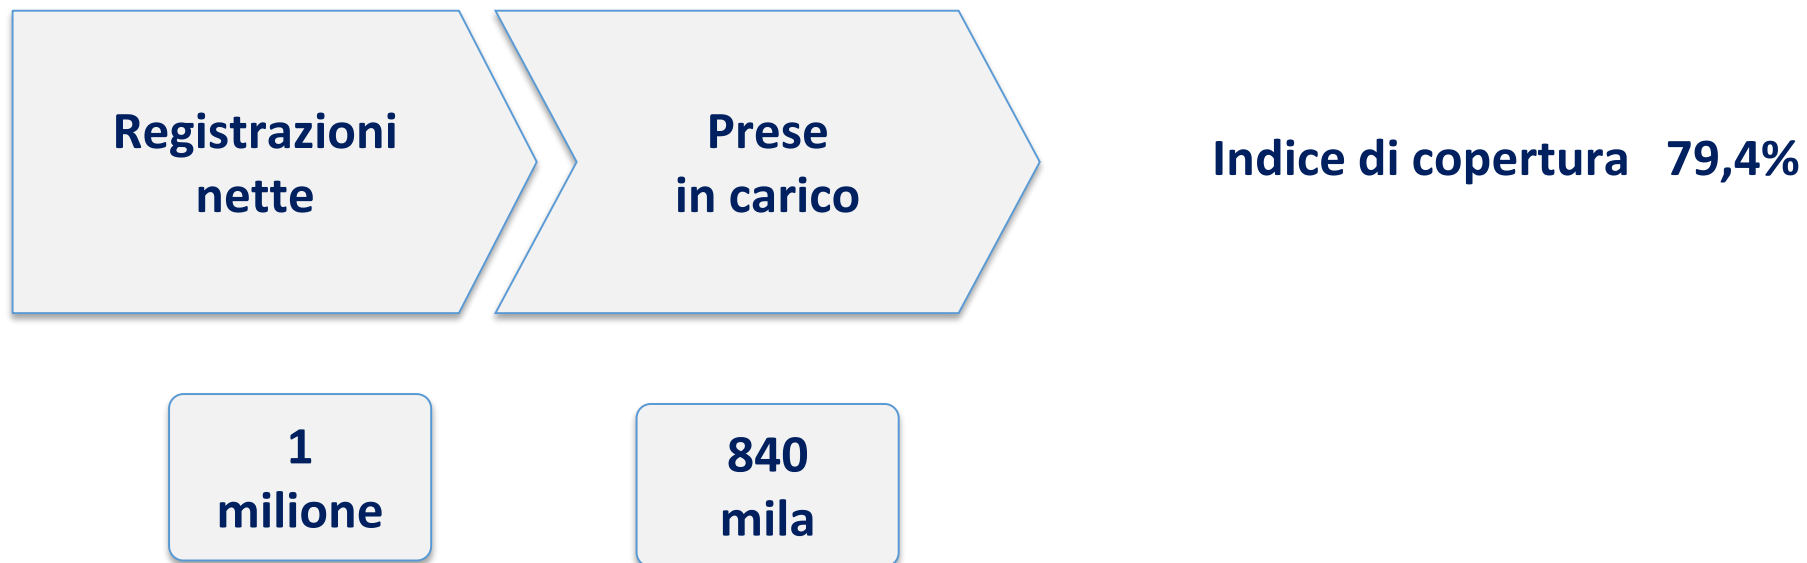 Registrazioni
nette
Prese
in carico
Indice di copertura 79,4%
1
milione
840
mila